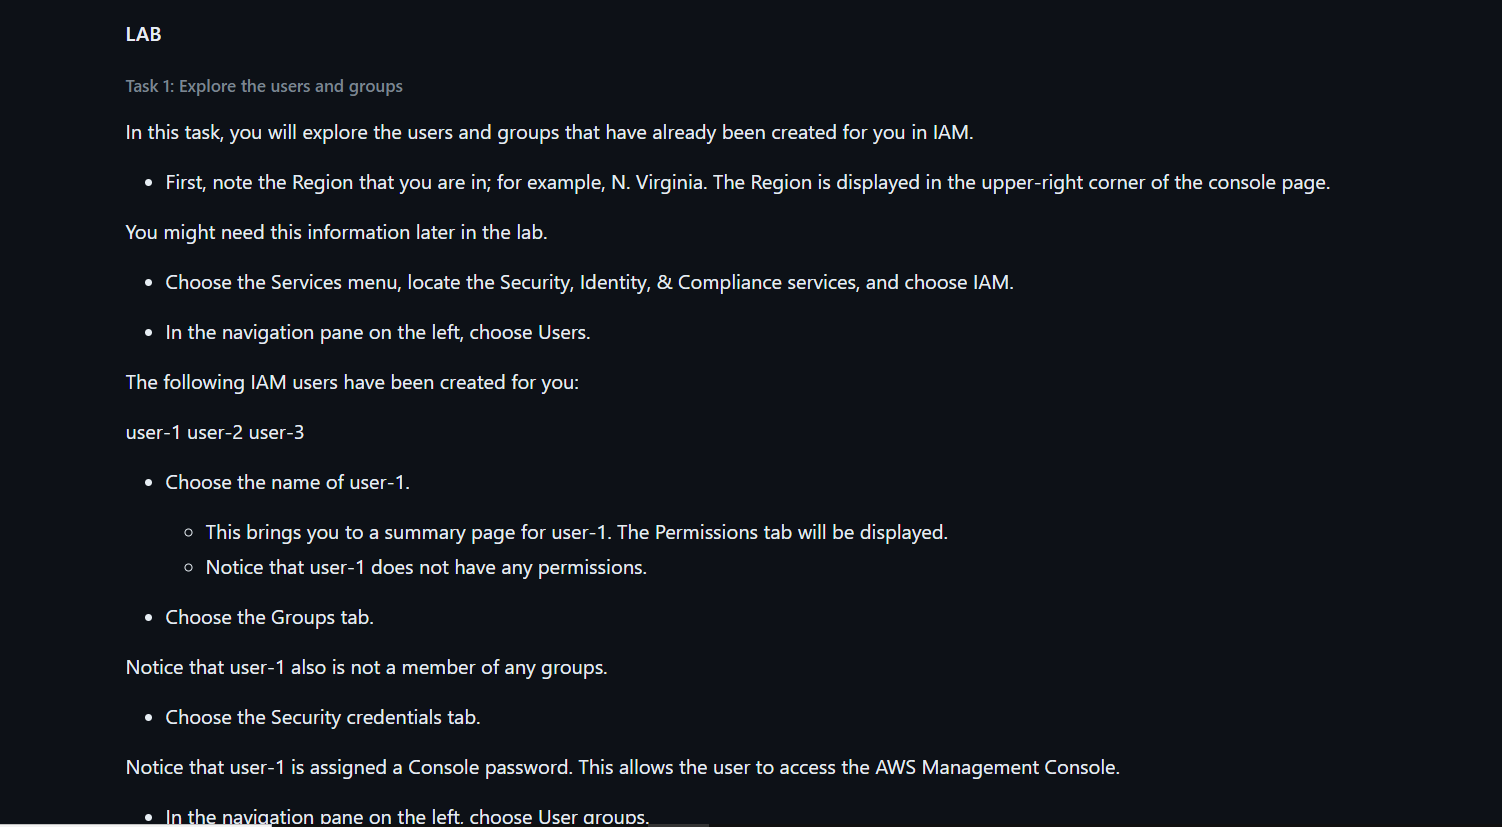 LAB
Task 1: Explore the users and groups
In this task, you will explore the users and groups that have already been created for you in IAM.
First, note the Region that you are in; for example, N. Virginia. The Region is displayed in the upper-right corner of the console page.
You might need this information later in the lab.
Choose the Services menu, locate the Security, Identity, & Compliance services, and choose IAM.
In the navigation pane on the left, choose Users.
The following IAM users have been created for you:
user-1 user-2 user-3
Choose the name of user-1.
This brings you to a summary page for user-1. The Permissions tab will be displayed.
Notice that user-1 does not have any permissions.
Choose the Groups tab.
Notice that user-1 also is not a member of any groups.
Choose the Security credentials tab.
Notice that user-1 is assigned a Console password. This allows the user to access the AWS Management Console.
In the navigation pane on the left, choose User groups.